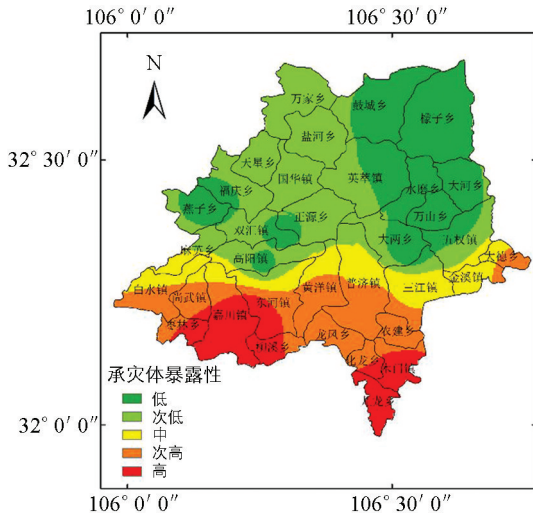 106° 0′ 0″
106° 30′ 0″
N
万家乡
鼓城乡
檬子乡
盐河乡
32° 30′ 0″
天星乡
国华镇
英萃镇
福庆乡
水磨乡
大河乡
燕子乡
正源乡
万山乡
双汇镇
大两乡
五权镇
麻英乡
高阳镇
大德乡
金溪镇
白水镇
尚武镇
东河镇
黄洋镇
普济镇
三江镇
枣林乡
嘉川镇
龙凤乡
农建乡
化龙乡
木门镇
九龙乡
承灾体暴露性
低
次低
中
次高
高
32° 0′ 0″
106° 0′ 0″
106° 30′ 0″